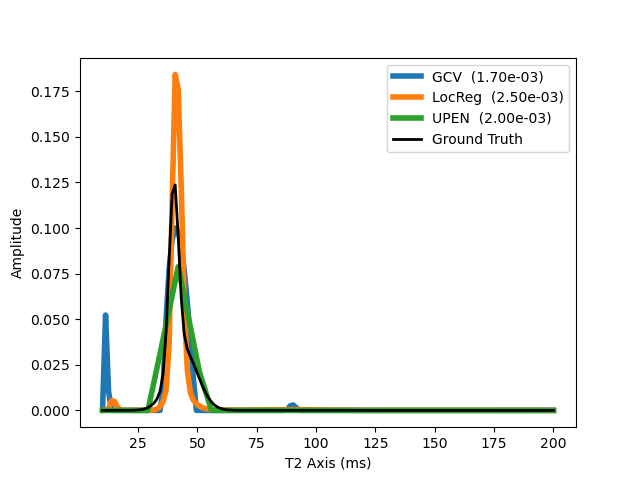 GCV (1.70e-03)
LocReg (2.50e-03)
UPEN (2.00e-03)
Ground Truth
Amplitude
0.175
0.150
0.125
0.100
0.075
0.050
0.025
0.000
25 50 75 100 125 150 175 200
T2 Axis (ms)